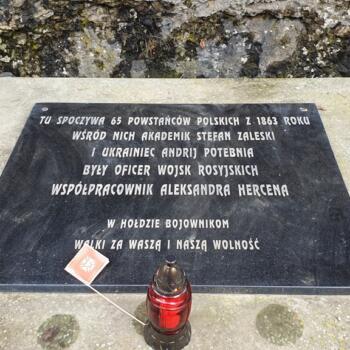 TU SPOCZYWA 65 POWSTAŃCÓW POLSKICH Z 1863 ROKU
WŚRÓD NICH AKADEMIK STEFAN ZALESKI
I UKRAINIEC ANDRIJ POTEBNIA
BYŁY OFICER WOJSK ROSYJSKICH
WSPÓŁPRACOWNIK ALEKSANDRA HERCENA
W HOŁDZIE BOJOWNIKOM
WALKI ZA WASZĄ I NASZĄ WOLNOŚĆ